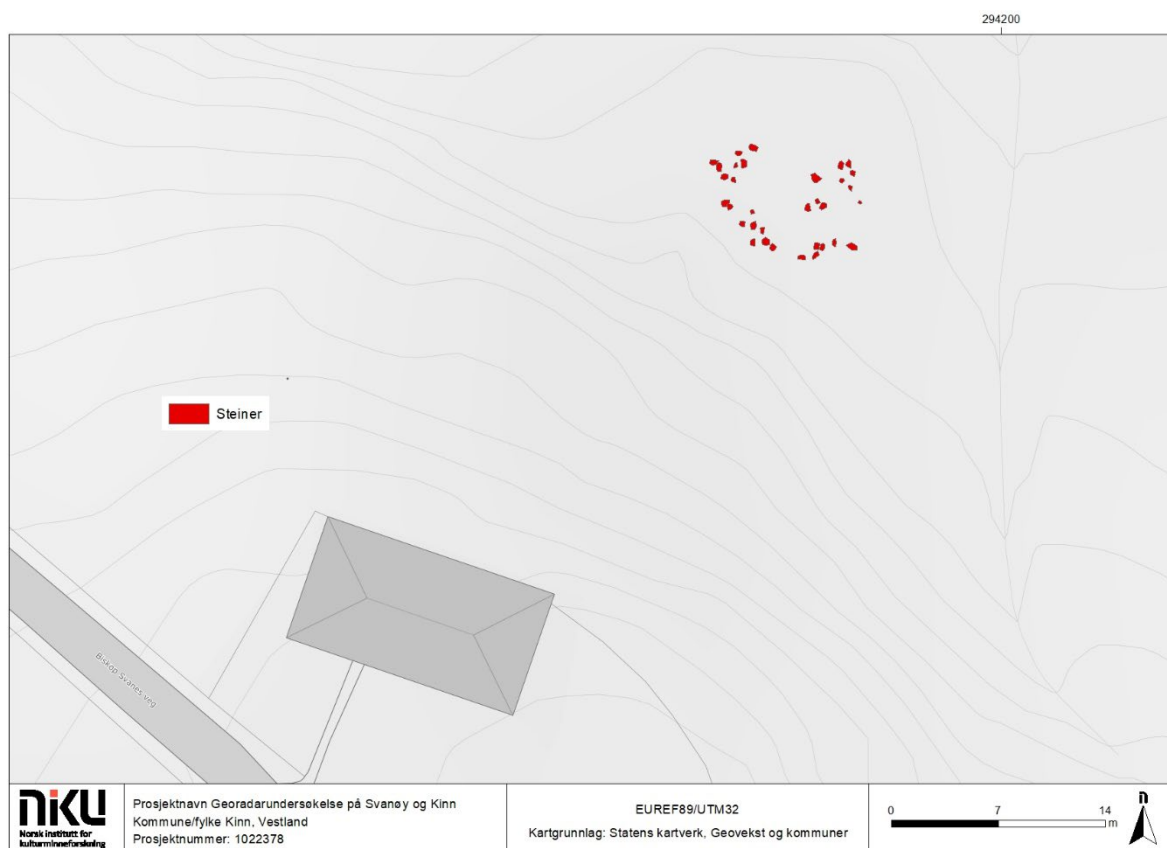 294200
Steiner
Biskop Svanes veg
NIKU
Norsk institutt for
kulturminneforskning
Prosjektnavn Georadarundersøkelse på Svanøy og Kinn
Kommune/fylke Kinn, Vestland
Prosjektnummer: 1022378
EUREF89/UTM32
Kartgrunnlag: Statens kartverk, Geovekst og kommuner
0 7 14
m
n